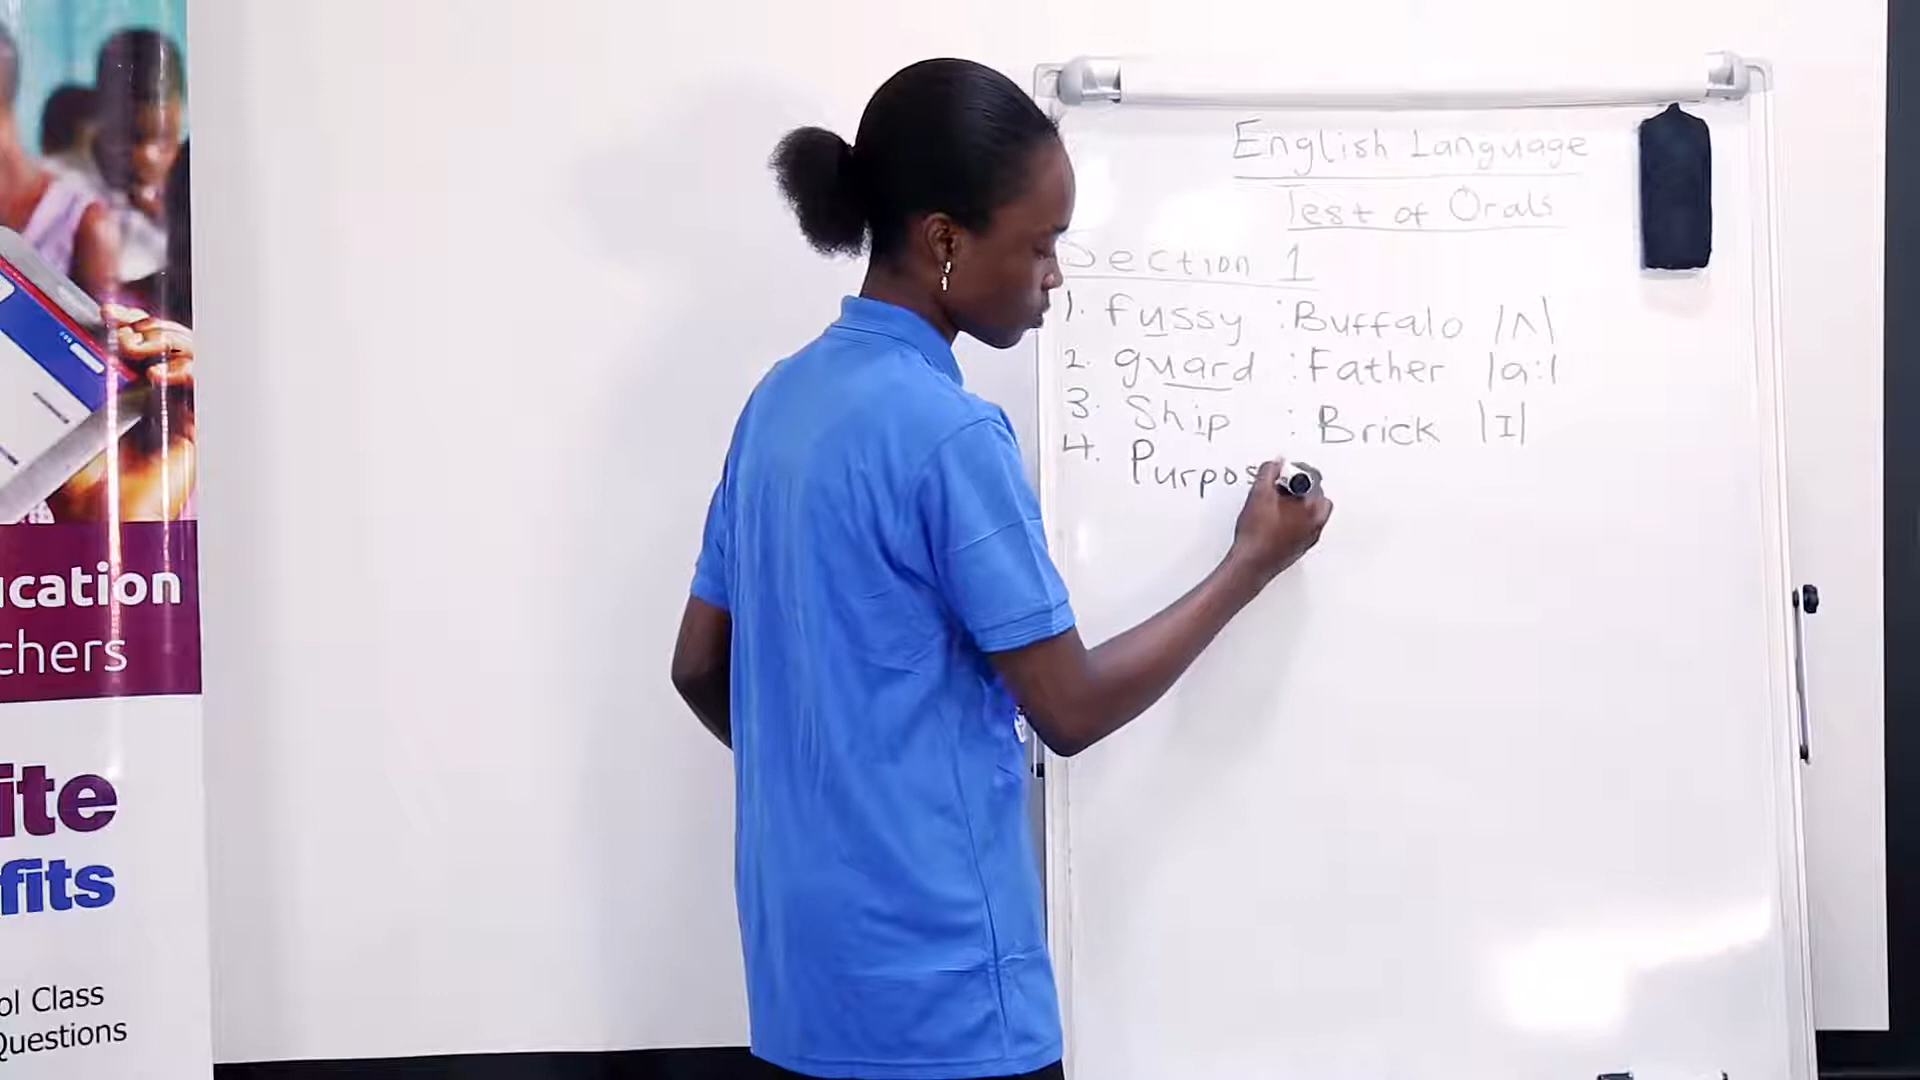 English Language
Test of Orals
Section 1
1. fussy : Buffalo |ʌ|
2. guard : Father |a:|
3. Ship : Brick |I|
4. Purpos
ucation
chers
ite
fits
ol Class
Questions